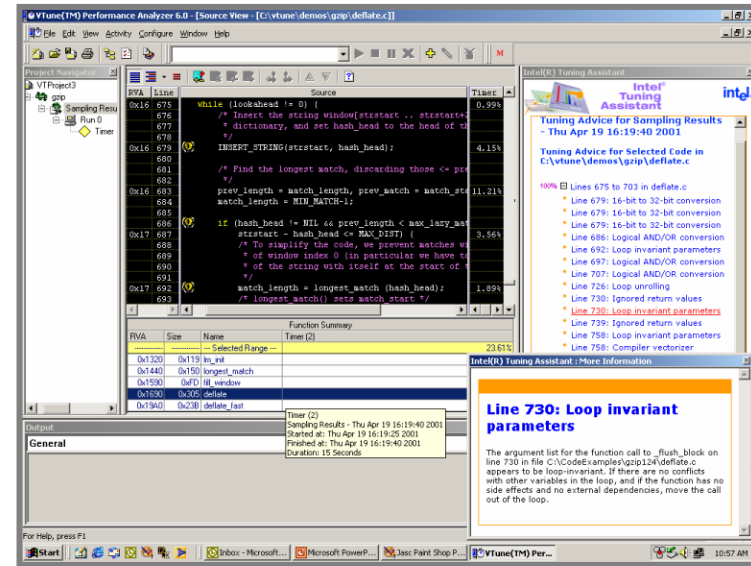 VTune(TM) Performance Analyzer 6.0 - [Source View - [C:\vtune\demos\gzip\deflate.c]]
File Edit View Activity Configure Window Help
Project Navigator
VTProject3
gzip
Sampling Resu
Run 0
Timer
RVA Line Source Timer
0x16 675 while (lookahead != 0) { 0.99%
676 /* Insert the string window[strstart .. strstart+2
677 * dictionary, and set hash_head to the head of th
678 */
0x16 679 INSERT_STRING(strstart, hash_head); 4.15%
680
681 /* Find the longest match, discarding those <= pre
682 */
0x16 683 prev_length = match_length, prev_match = match_sta 11.21%
684 match_length = MIN_MATCH-1;
685
686 if (hash_head != NIL && prev_length < max_lazy_mat
0x17 687 strstart - hash_head <= MAX_DIST) { 3.56%
688 /* To simplify the code, we prevent matches wi
689 * of window index 0 (in particular we have to
690 * of the string with itself at the start of t
691 */
0x17 692 match_length = longest_match (hash_head); 1.89%
693 /* longest_match() sets match_start */
Function Summary
RVA Size Name Timer (2)
--- Selected Range --- 23.61%
0x1320 0x119 lm_init
0x1440 0x150 longest_match
0x1590 0xFD fill_window
0x1690 0x305 deflate
0x19A0 0x23B deflate_fast
Timer (2)
Sampling Results - Thu Apr 19 16:19:40 2001
Started at: Thu Apr 19 16:19:25 2001
Finished at: Thu Apr 19 16:19:40 2001
Duration: 15 Seconds
Output
General
Intel(R) Tuning Assistant
Intel®
Tuning
Assistant
intel
Tuning Advice for Sampling Results
- Thu Apr 19 16:19:40 2001
Tuning Advice for Selected Code in
C:\vtune\demos\gzip\deflate.c
100% Lines 675 to 703 in deflate.c
Line 679: 16-bit to 32-bit conversion
Line 679: 16-bit to 32-bit conversion
Line 679: 16-bit to 32-bit conversion
Line 686: Logical AND/OR conversion
Line 692: Loop invariant parameters
Line 697: Logical AND/OR conversion
Line 707: Logical AND/OR conversion
Line 726: Loop unrolling
Line 730: Ignored return values
Line 730: Loop invariant parameters
Line 739: Ignored return values
Line 758: Loop invariant parameters
Line 758: Compiler vectorizer
Intel(R) Tuning Assistant : More Information
Line 730: Loop invariant
parameters
The argument list for the function call to _flush_block on
line 730 in file C:\CodeExamples\gzip124\deflate.c
appears to be loop-invariant. If there are no conflicts
with other variables in the loop, and if the function has no
side effects and no external dependencies, move the call
out of the loop.
For Help, press F1
Start Inbox - Microsoft... Microsoft PowerP... Jasc Paint Shop P... VTune(TM) Per... 10:57 AM